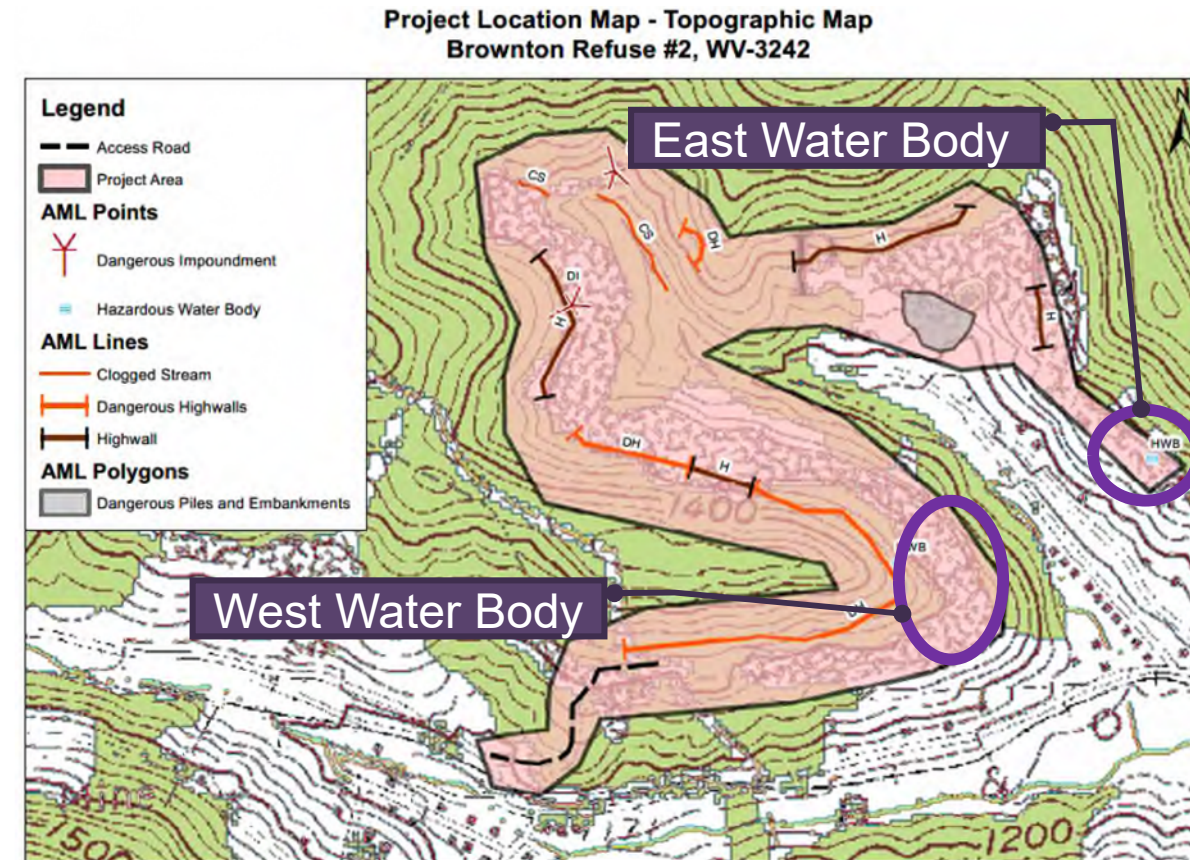 Project Location Map - Topographic Map
Brownton Refuse #2, WV-3242
Legend
Access Road
Project Area
AML Points
Dangerous Impoundment
Hazardous Water Body
AML Lines
Clogged Stream
Dangerous Highwalls
Highwall
AML Polygons
Dangerous Piles and Embankments
East Water Body
CS
CS
DH
H
DI
H
H
HWB
DH
H
1400
WB
West Water Body
DH
1200
1500